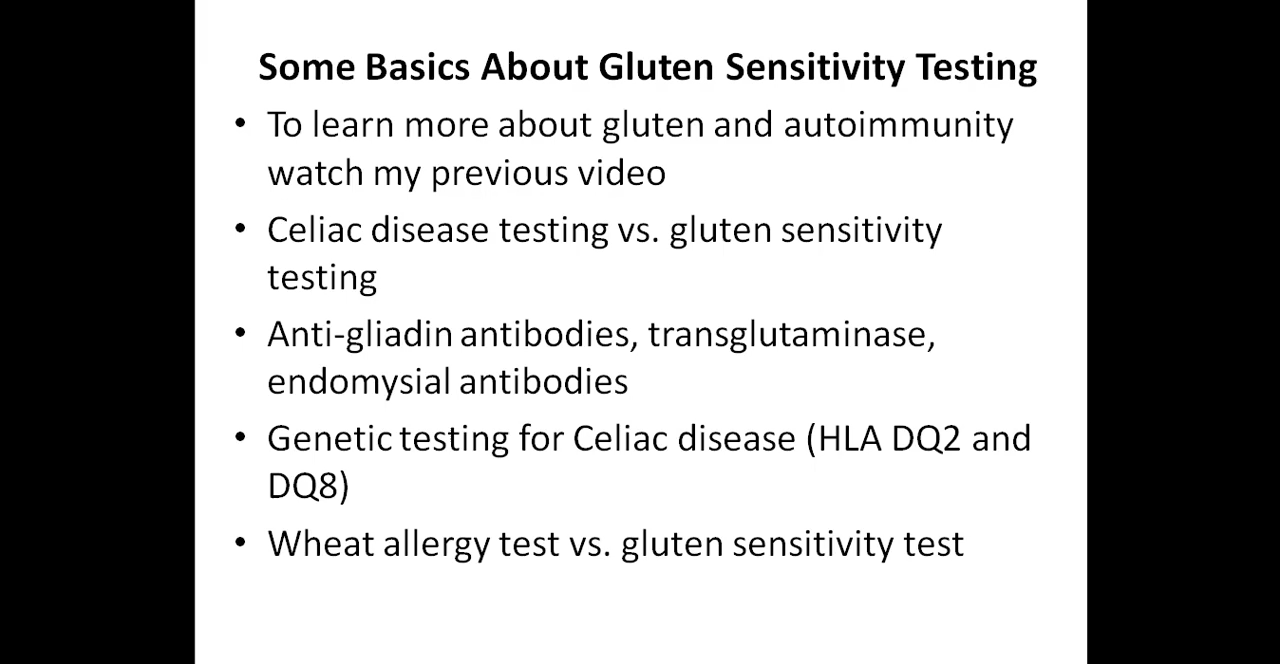 Some Basics About Gluten Sensitivity Testing
• To learn more about gluten and autoimmunity
watch my previous video
• Celiac disease testing vs. gluten sensitivity
testing
• Anti-gliadin antibodies, transglutaminase,
endomysial antibodies
• Genetic testing for Celiac disease (HLA DQ2 and
DQ8)
• Wheat allergy test vs. gluten sensitivity test